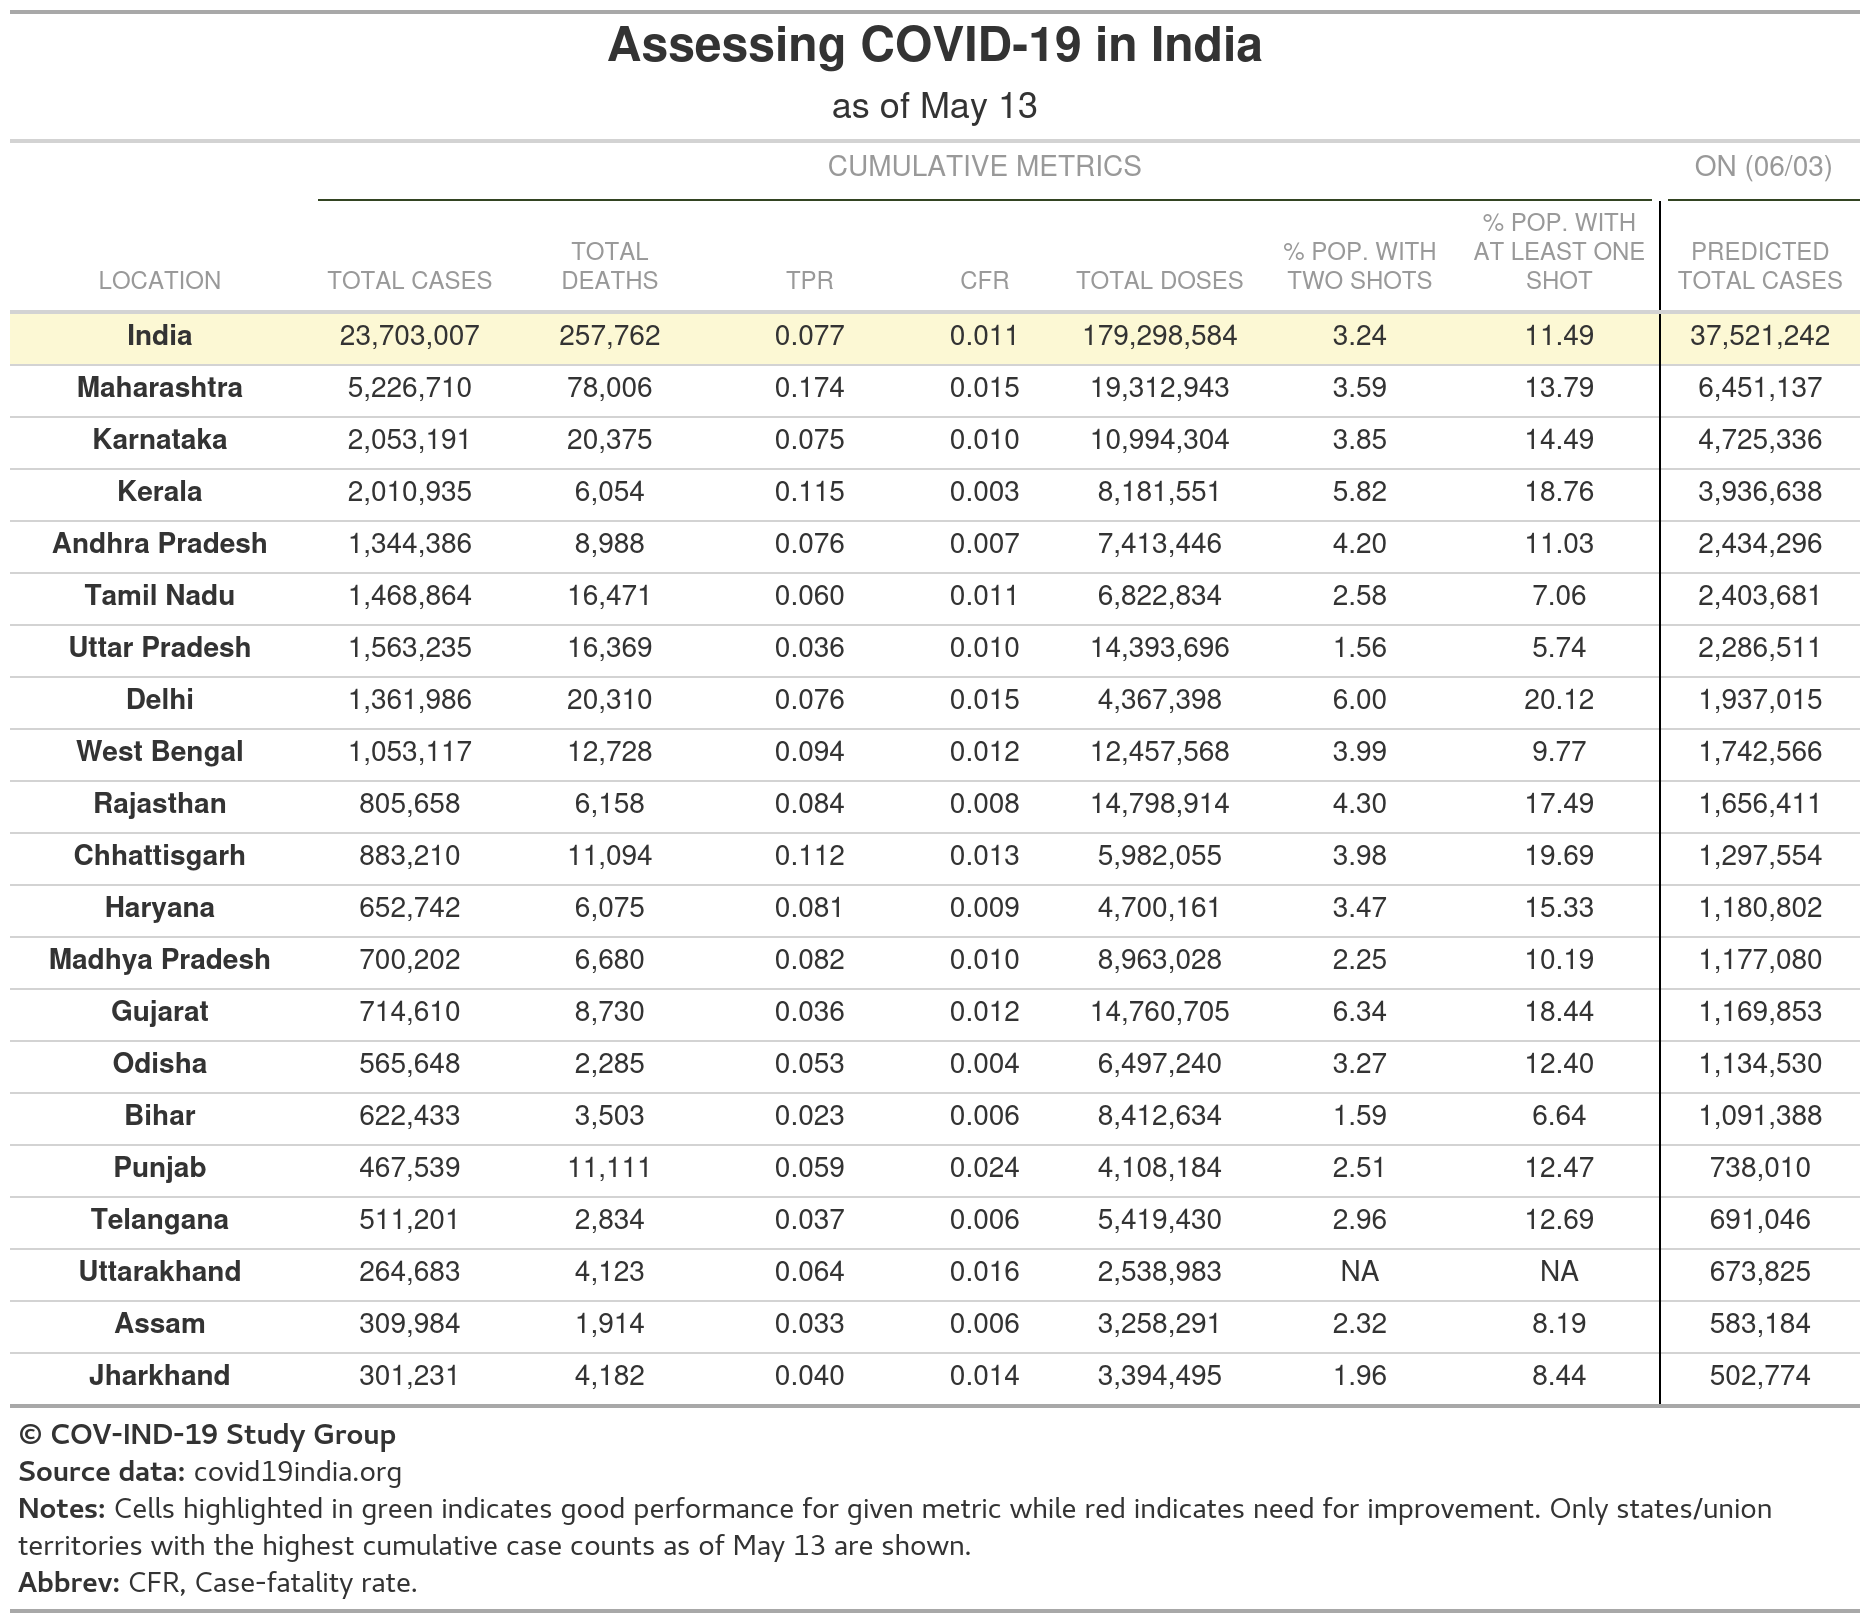 Assessing COVID-19 in India
as of May 13
CUMULATIVE METRICS ON (06/03)
LOCATION TOTAL CASES TOTAL DEATHS TPR CFR TOTAL DOSES % POP. WITH TWO SHOTS % POP. WITH AT LEAST ONE SHOT PREDICTED TOTAL CASES
India 23,703,007 257,762 0.077 0.011 179,298,584 3.24 11.49 37,521,242
Maharashtra 5,226,710 78,006 0.174 0.015 19,312,943 3.59 13.79 6,451,137
Karnataka 2,053,191 20,375 0.075 0.010 10,994,304 3.85 14.49 4,725,336
Kerala 2,010,935 6,054 0.115 0.003 8,181,551 5.82 18.76 3,936,638
Andhra Pradesh 1,344,386 8,988 0.076 0.007 7,413,446 4.20 11.03 2,434,296
Tamil Nadu 1,468,864 16,471 0.060 0.011 6,822,834 2.58 7.06 2,403,681
Uttar Pradesh 1,563,235 16,369 0.036 0.010 14,393,696 1.56 5.74 2,286,511
Delhi 1,361,986 20,310 0.076 0.015 4,367,398 6.00 20.12 1,937,015
West Bengal 1,053,117 12,728 0.094 0.012 12,457,568 3.99 9.77 1,742,566
Rajasthan 805,658 6,158 0.084 0.008 14,798,914 4.30 17.49 1,656,411
Chhattisgarh 883,210 11,094 0.112 0.013 5,982,055 3.98 19.69 1,297,554
Haryana 652,742 6,075 0.081 0.009 4,700,161 3.47 15.33 1,180,802
Madhya Pradesh 700,202 6,680 0.082 0.010 8,963,028 2.25 10.19 1,177,080
Gujarat 714,610 8,730 0.036 0.012 14,760,705 6.34 18.44 1,169,853
Odisha 565,648 2,285 0.053 0.004 6,497,240 3.27 12.40 1,134,530
Bihar 622,433 3,503 0.023 0.006 8,412,634 1.59 6.64 1,091,388
Punjab 467,539 11,111 0.059 0.024 4,108,184 2.51 12.47 738,010
Telangana 511,201 2,834 0.037 0.006 5,419,430 2.96 12.69 691,046
Uttarakhand 264,683 4,123 0.064 0.016 2,538,983 NA NA 673,825
Assam 309,984 1,914 0.033 0.006 3,258,291 2.32 8.19 583,184
Jharkhand 301,231 4,182 0.040 0.014 3,394,495 1.96 8.44 502,774
© COV-IND-19 Study Group
Source data: covid19india.org
Notes: Cells highlighted in green indicates good performance for given metric while red indicates need for improvement. Only states/union
territories with the highest cumulative case counts as of May 13 are shown.
Abbrev: CFR, Case-fatality rate.